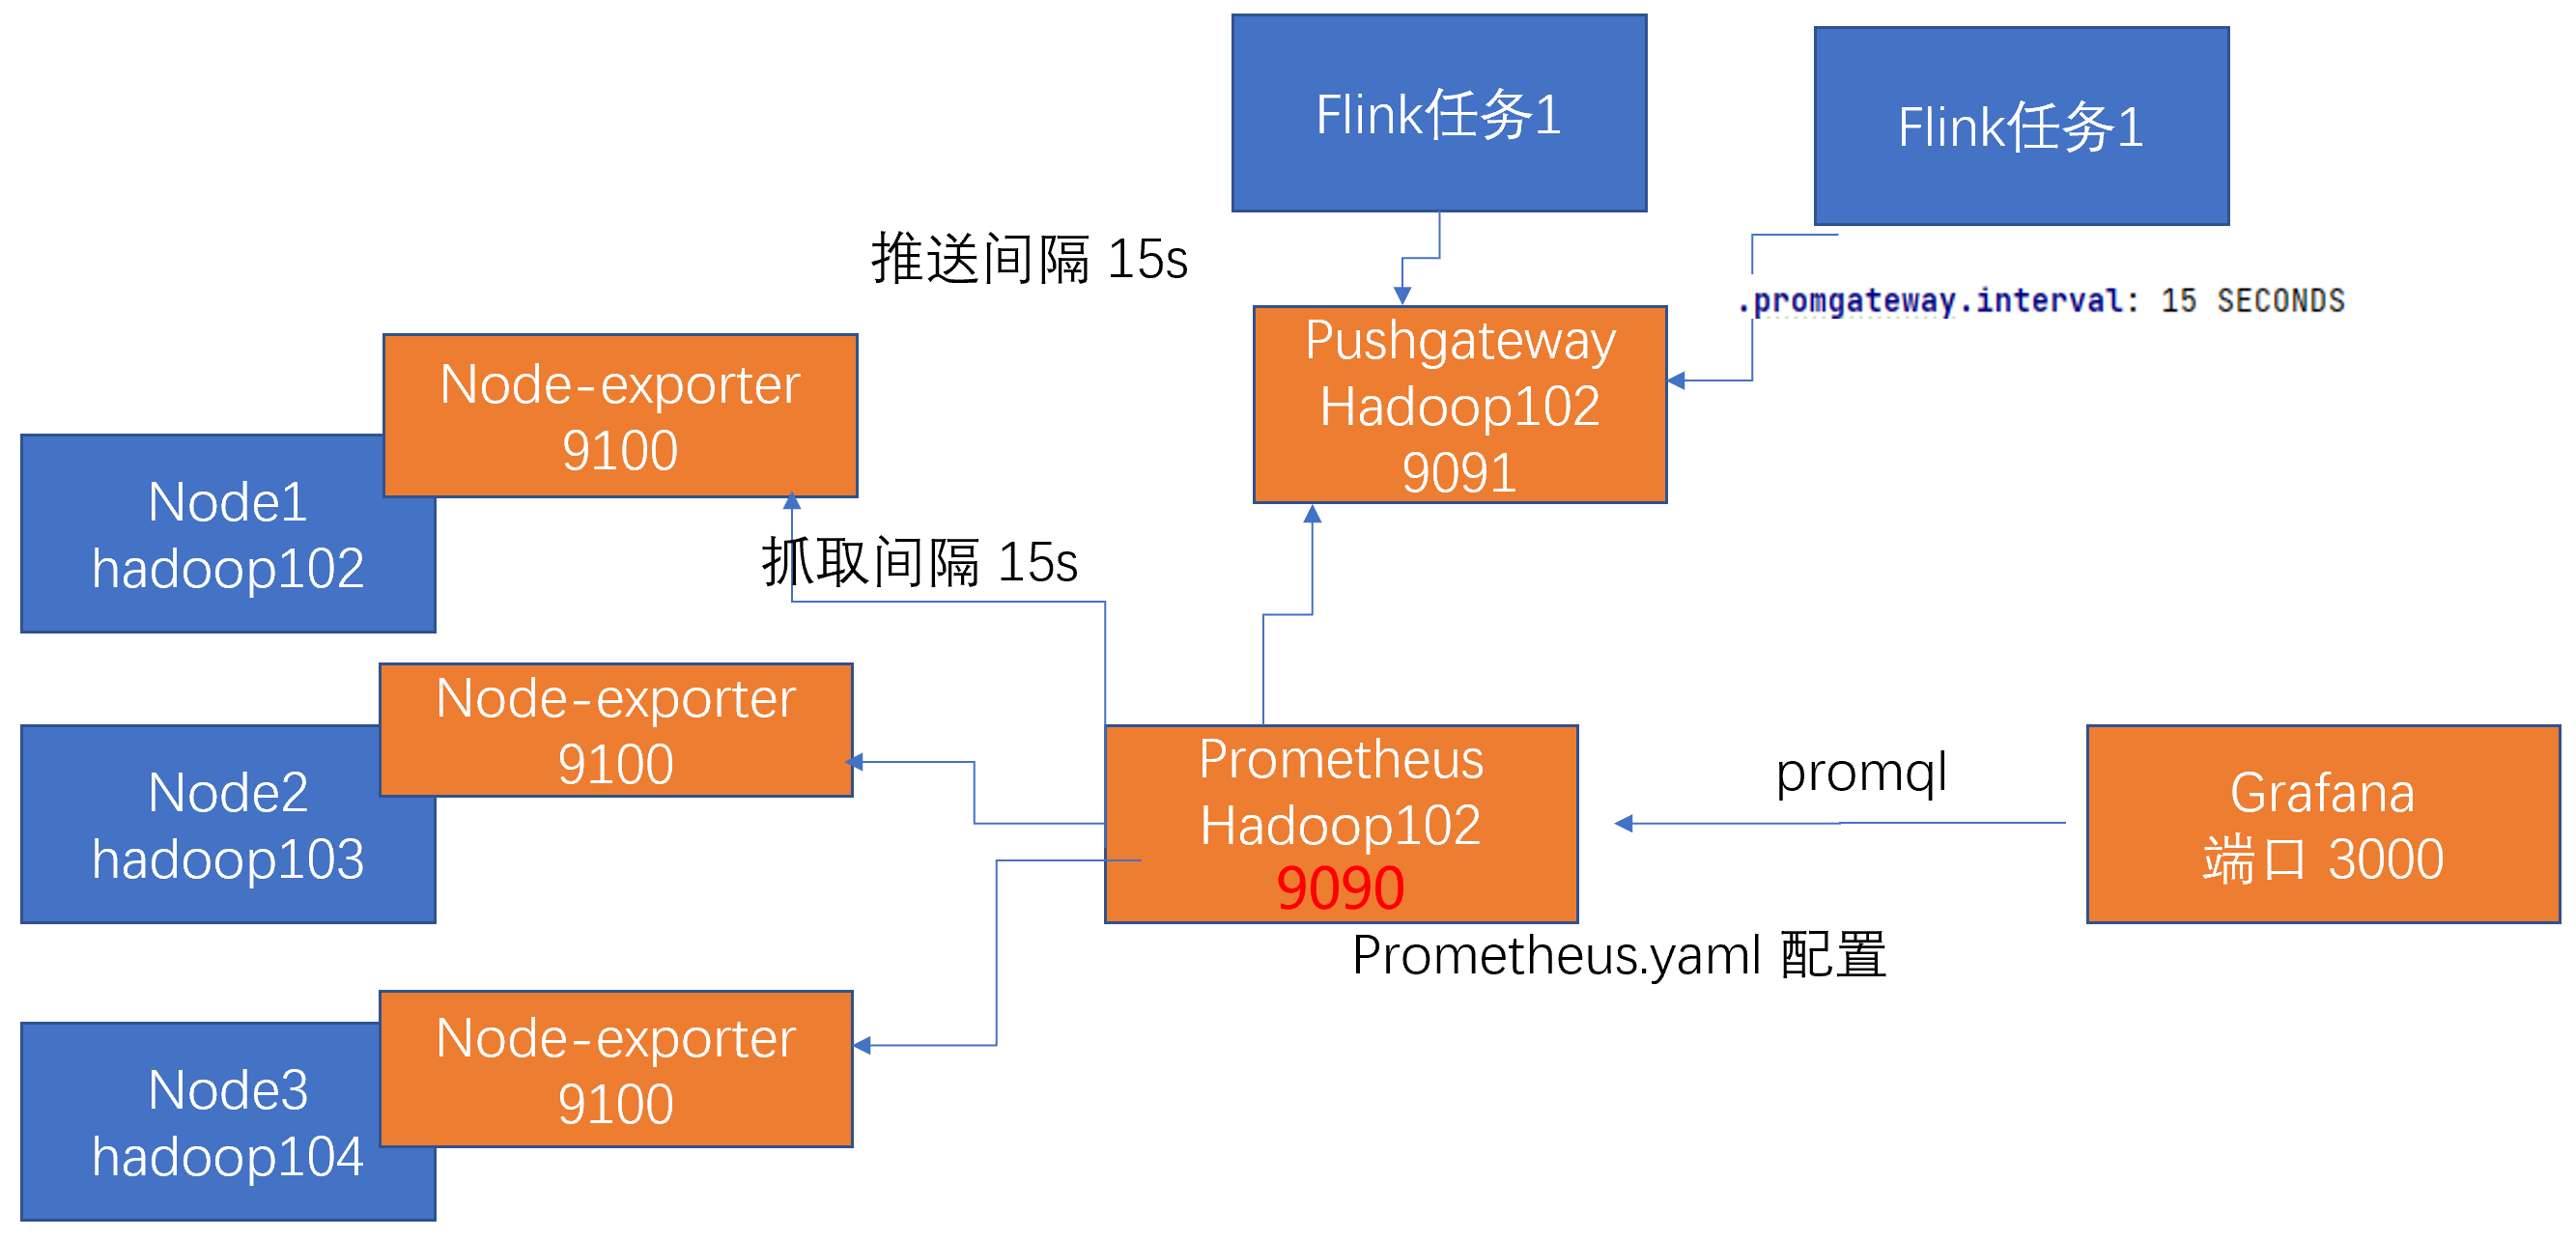 Flink任务1
Flink任务1
推送间隔 15s
.promgateway.interval: 15 SECONDS
Pushgateway
Hadoop102
9091
Node-exporter
9100
Node1
hadoop102
抓取间隔 15s
Node-exporter
9100
Node2
hadoop103
Prometheus
Hadoop102
9090
promql
Grafana
端口 3000
Prometheus.yaml 配置
Node-exporter
9100
Node3
hadoop104